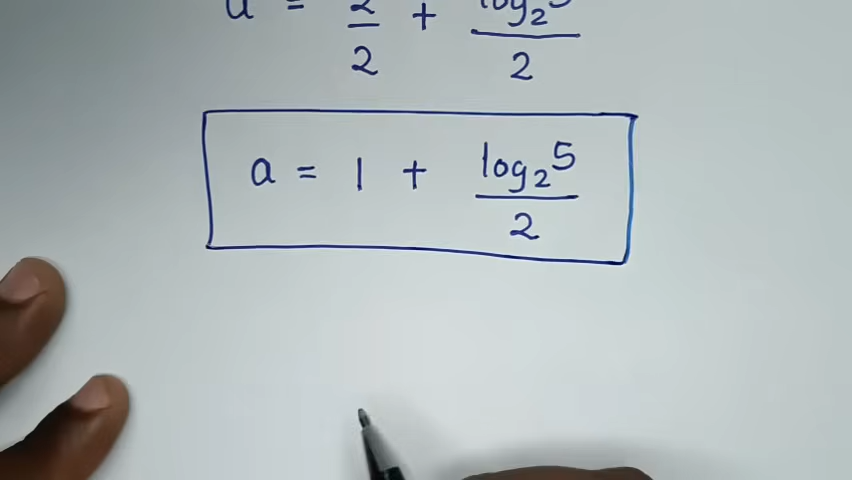 a = 2/2 + log₂5/2
a = 1 + log₂5/2